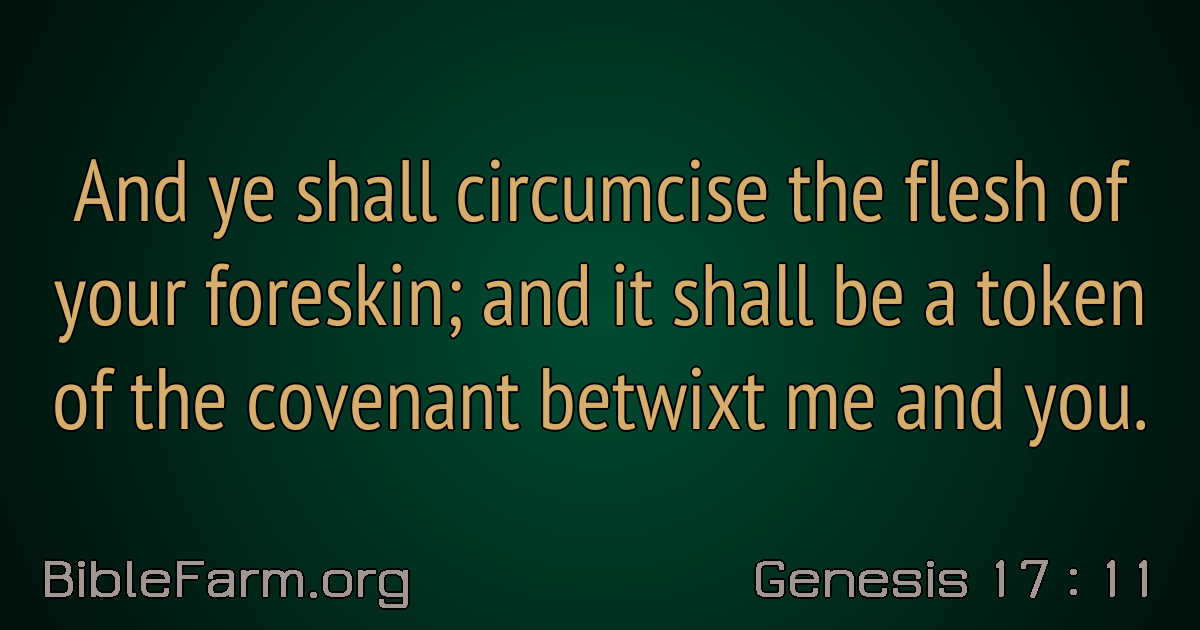 And ye shall circumcise the flesh of
your foreskin; and it shall be a token
of the covenant betwixt me and you.
BibleFarm.org
Genesis 17 : 11